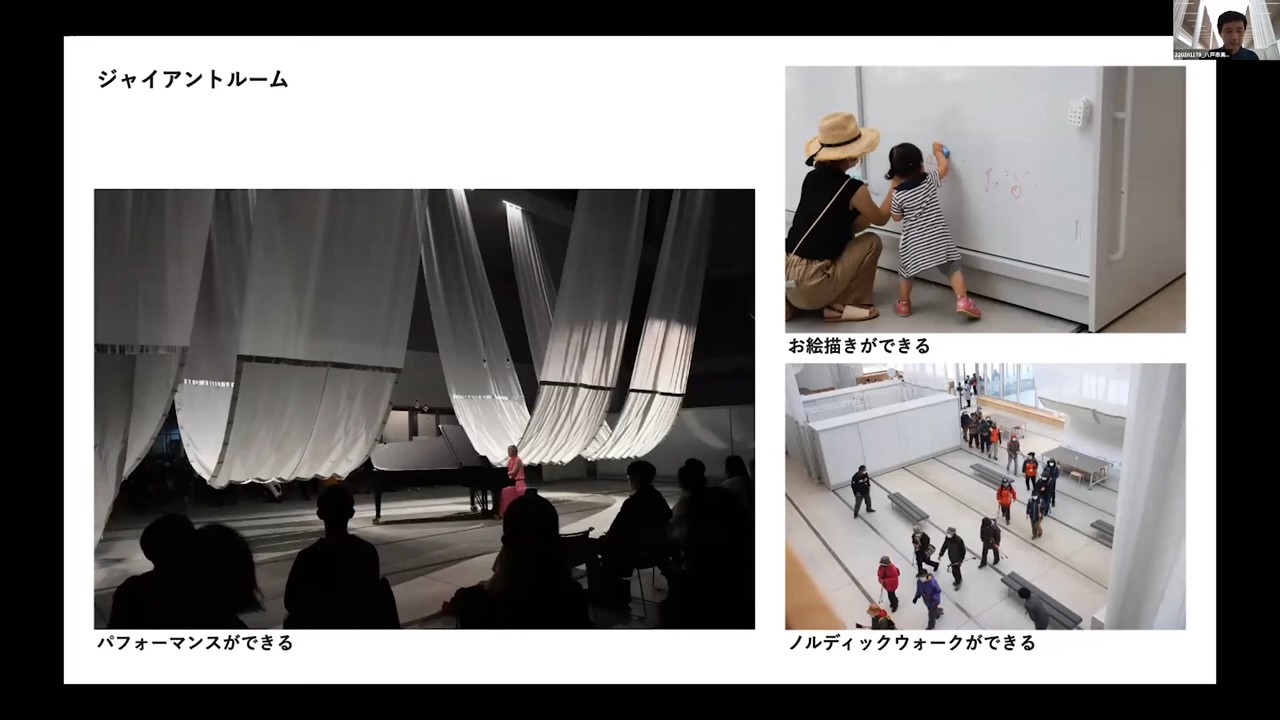 ジャイアントルーム
お絵描きができる
パフォーマンスができる
ノルディックウォークができる